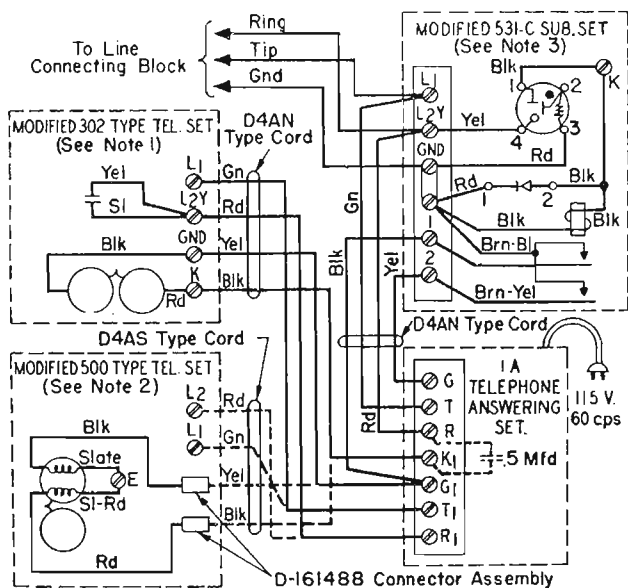 Ring
Tip
Gnd
To Line
Connecting Block
MODIFIED 531-C SUB. SET
(See Note 3)
Blk
K
1
2
4
3
L1
L2Y
GND
1
2
Yel
Rd
Rd
1
2
Blk
Blk
Blk
Brn-Bl
Brn-Yel
MODIFIED 302 TYPE TEL. SET
(See Note 1)
Yel
Sl
Blk
Rd
L1
L2Y
GND
K
D4AN
Type Cord
Gn
Rd
Yel
Blk
Gn
Blk
Yel
Rd
D4AN Type Cord
D4AS Type Cord
MODIFIED 500 TYPE TEL. SET
(See Note 2)
Blk
Slate
E
Sl-Rd
Rd
L2
L1
Rd
Gn
Yel
Blk
D-161488 Connector Assembly
1A
TELEPHONE
ANSWERING
SET.
G
T
R
K1
G1
T1
R1
.5 Mfd
115 V.
60 cps